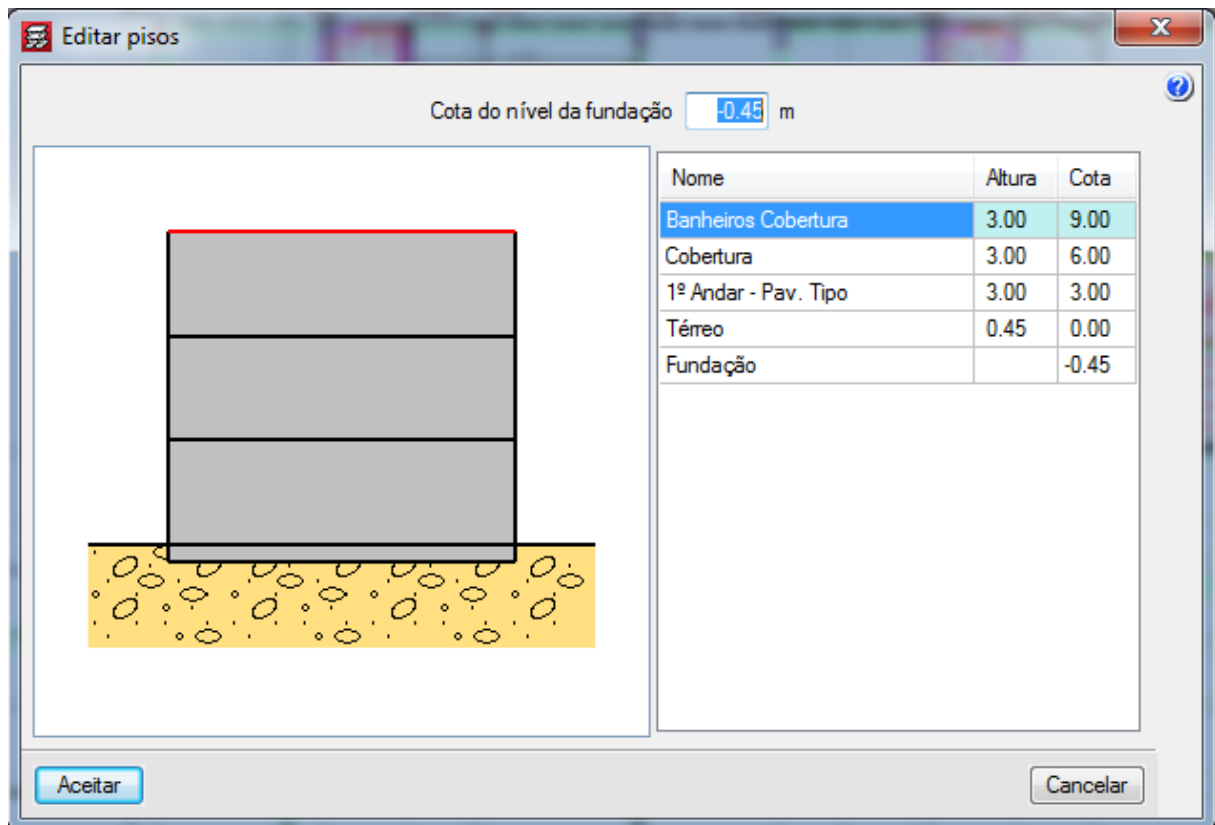 Editar pisos
Cota do nível da fundação -0.45 m
Nome Altura Cota
Banheiros Cobertura 3.00 9.00
Cobertura 3.00 6.00
1º Andar - Pav. Tipo 3.00 3.00
Térreo 0.45 0.00
Fundação -0.45
Aceitar Cancelar